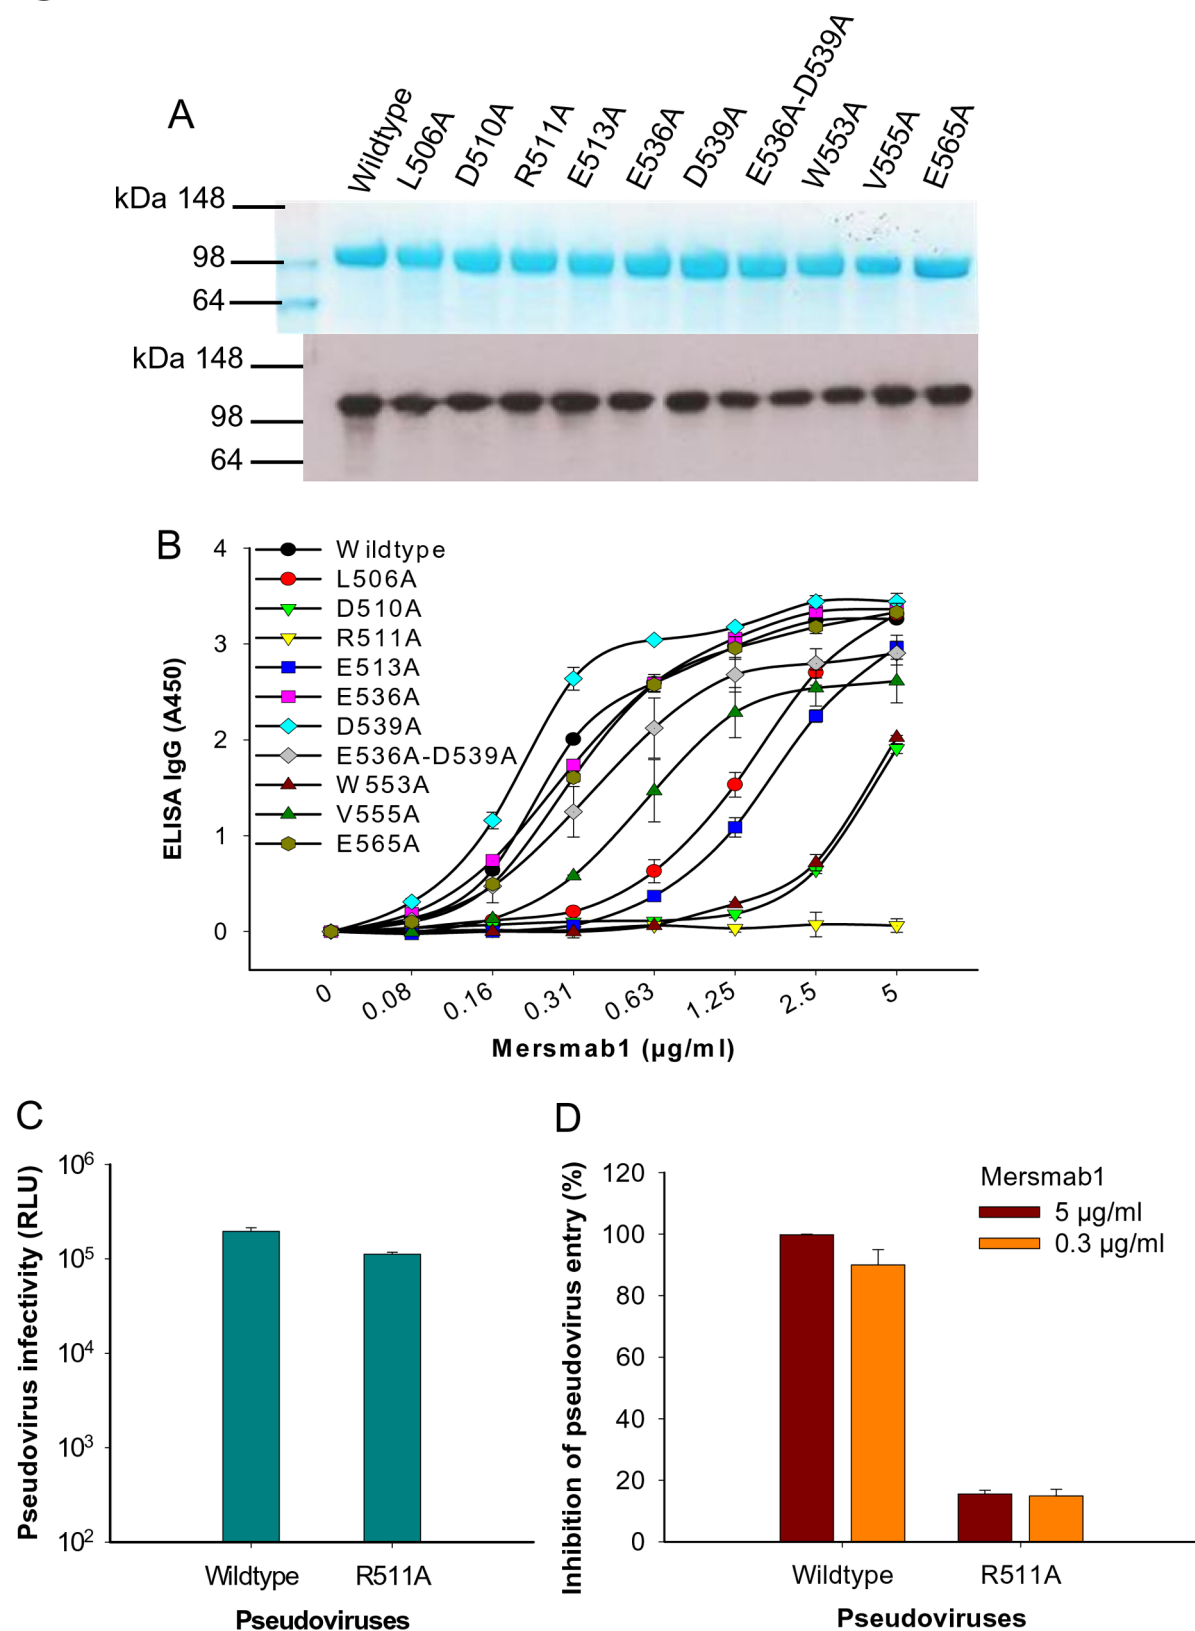 A
Wildtype
L506A
D510A
R511A
E513A
E536A
D539A
E536A-D539A
W553A
V555A
E565A
kDa 148
98
64
kDa 148
98
64
B
4
3
2
1
0
ELISA IgG (A450)
Wildtype
L506A
D510A
R511A
E513A
E536A
D539A
E536A-D539A
W553A
V555A
E565A
0 0.08 0.16 0.31 0.63 1.25 2.5 5
Mersmab1 (µg/ml)
C
Pseudovirus infectivity (RLU)
10⁶
10⁵
10⁴
10³
10²
Wildtype R511A
Pseudoviruses
D
Inhibition of pseudovirus entry (%)
120
100
80
60
40
20
0
Mersmab1
5 µg/ml
0.3 µg/ml
Wildtype R511A
Pseudoviruses